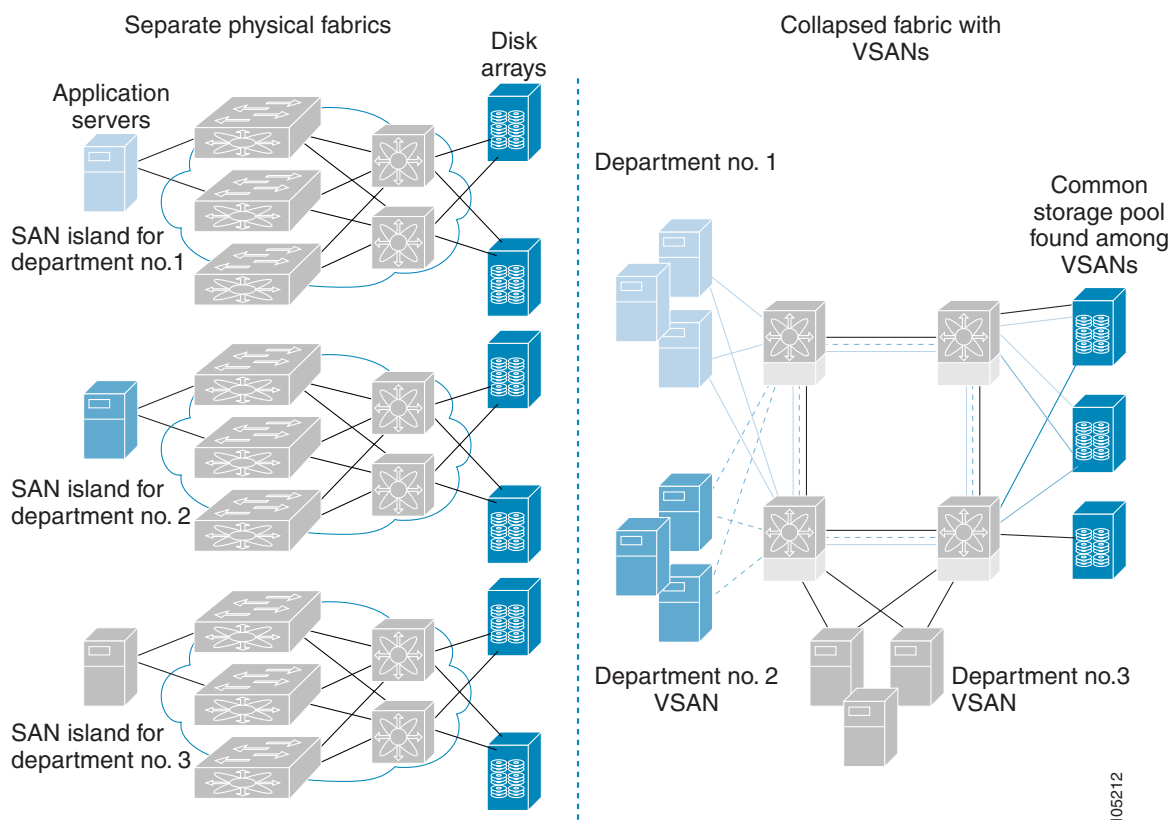 Separate physical fabrics
Disk
arrays
Application
servers
SAN island for
department no.1
SAN island for
department no. 2
SAN island for
department no. 3
Collapsed fabric with
VSANs
Department no. 1
Common
storage pool
found among
VSANs
Department no. 2
VSAN
Department no.3
VSAN
105212